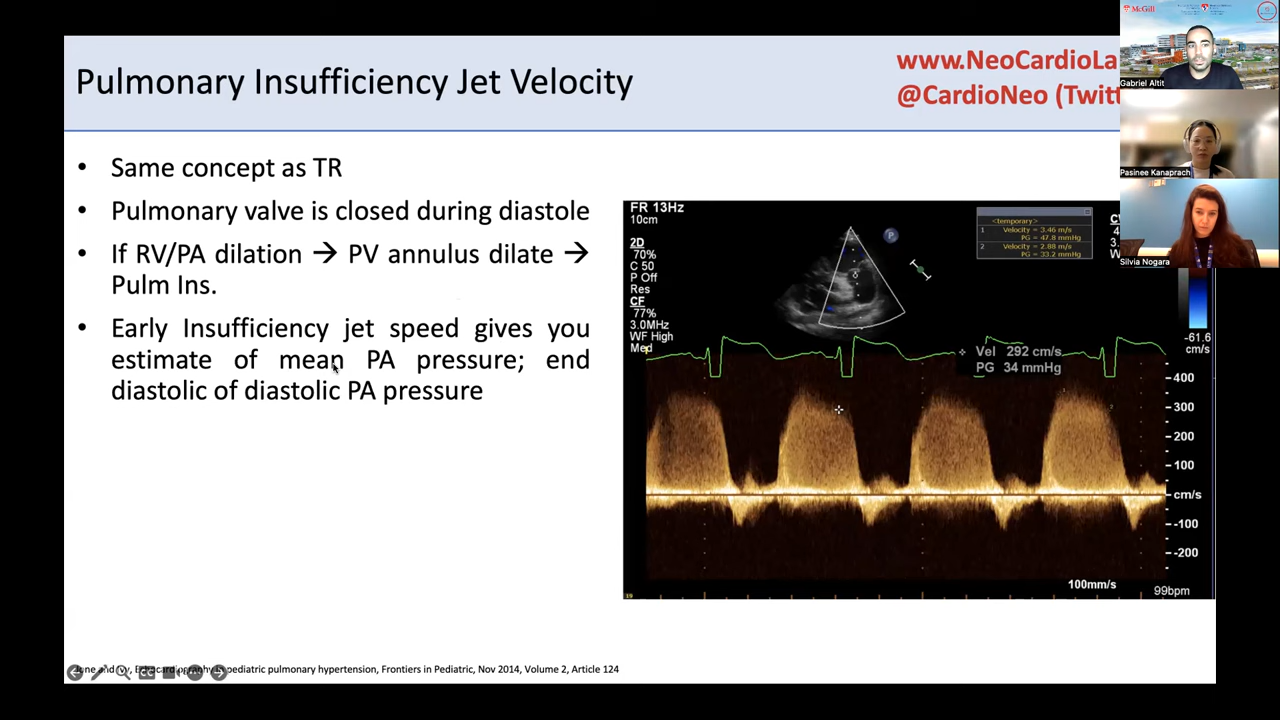 Pulmonary Insufficiency Jet Velocity
www.NeoCardioLa
@CardioNeo (Twitt
McGill
Gabriel Altit
Pasinee Kanaprach
Silvia Nogara
• Same concept as TR
• Pulmonary valve is closed during diastole
• If RV/PA dilation → PV annulus dilate →
Pulm Ins.
• Early Insufficiency jet speed gives you
estimate of mean PA pressure; end
diastolic of diastolic PA pressure
FR 13Hz
10cm
2D
70%
C 50
P Off
Res
CF
77%
3.0MHz
WF High
Med
<temporary>
1 Velocity = 3.46 m/s
PG = 47.8 mmHg
2 Velocity = 2.88 m/s
PG = 33.2 mmHg
P
-61.6
cm/s
Vel 292 cm/s
PG 34 mmHg
400
300
200
100
cm/s
-100
-200
100mm/s
99bpm
in pediatric pulmonary hypertension, Frontiers in Pediatric, Nov 2014, Volume 2, Article 124